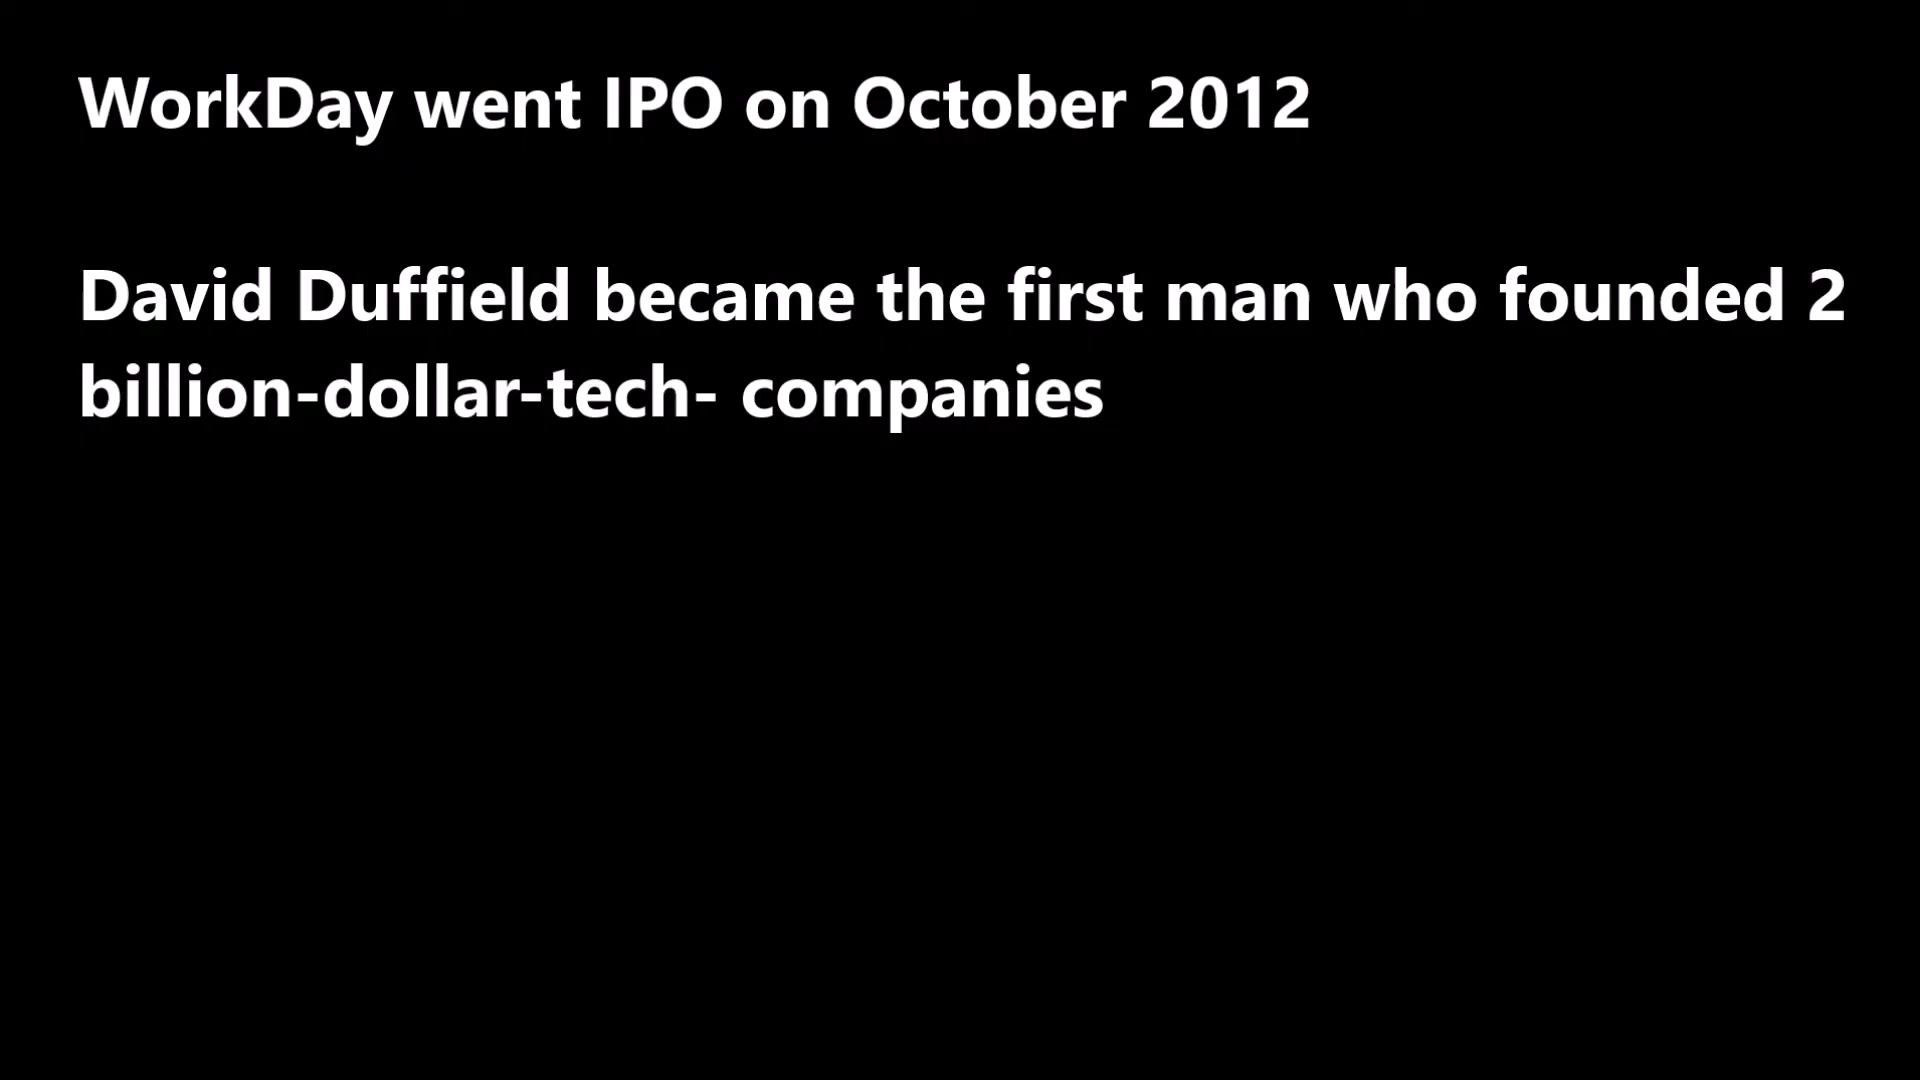 WorkDay went IPO on October 2012
David Duffield became the first man who founded 2
billion-dollar-tech- companies